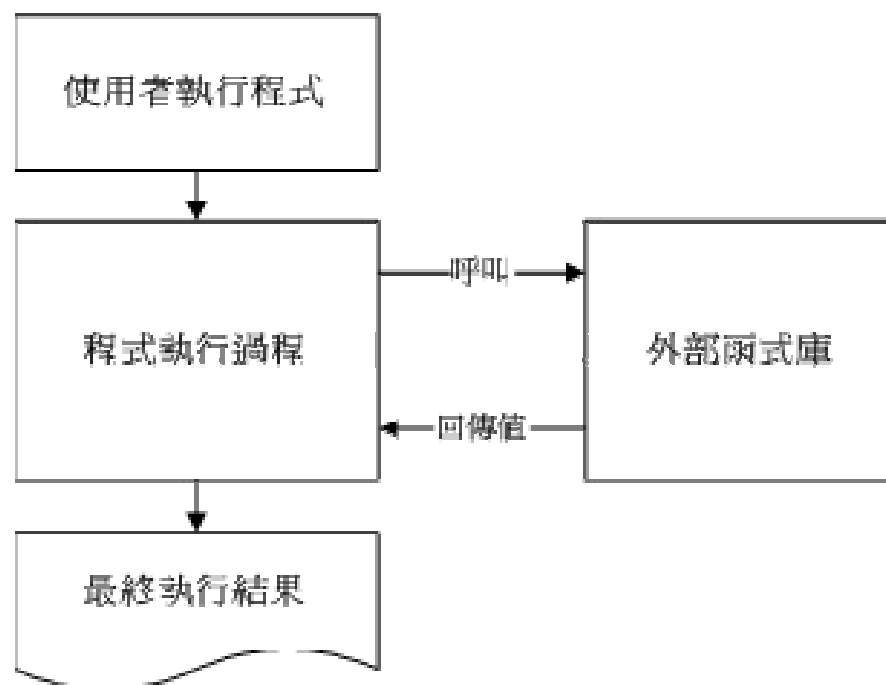 使用者執行程式
程式執行過程
呼叫
外部函式庫
回傳值
最終執行結果